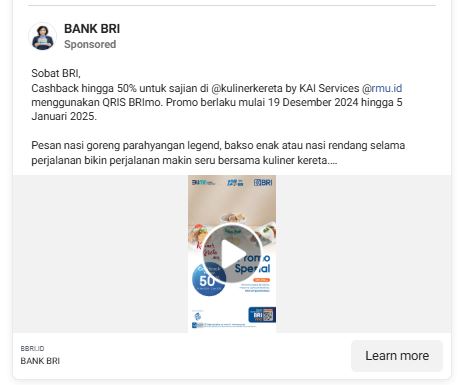 BANK BRI
Sponsored
Sobat BRI,
Cashback hingga 50% untuk sajian di @kulinerkereta by KAI Services @rmu.id
menggunakan QRIS BRImo. Promo berlaku mulai 19 Desember 2024 hingga 5
Januari 2025.
Pesan nasi goreng parahyangan legend, bakso enak atau nasi rendang selama
perjalanan bikin perjalanan makin seru bersama kuliner kereta....
BRI
Promo
Spesial
50%
BBRI.ID
BANK BRI
Learn more